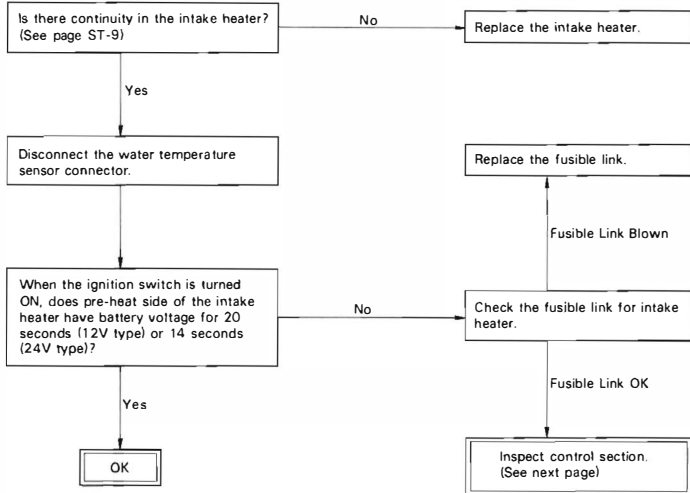 Is there continuity in the intake heater?
(See page ST-9)
No
Replace the intake heater.
Yes
Disconnect the water temperature
sensor connector.
Replace the fusible link.
Fusible Link Blown
When the ignition switch is turned
ON, does pre-heat side of the intake
heater have battery voltage for 20
seconds (12V type) or 14 seconds
(24V type)?
No
Check the fusible link for intake
heater.
Yes
Fusible Link OK
OK
Inspect control section.
(See next page)